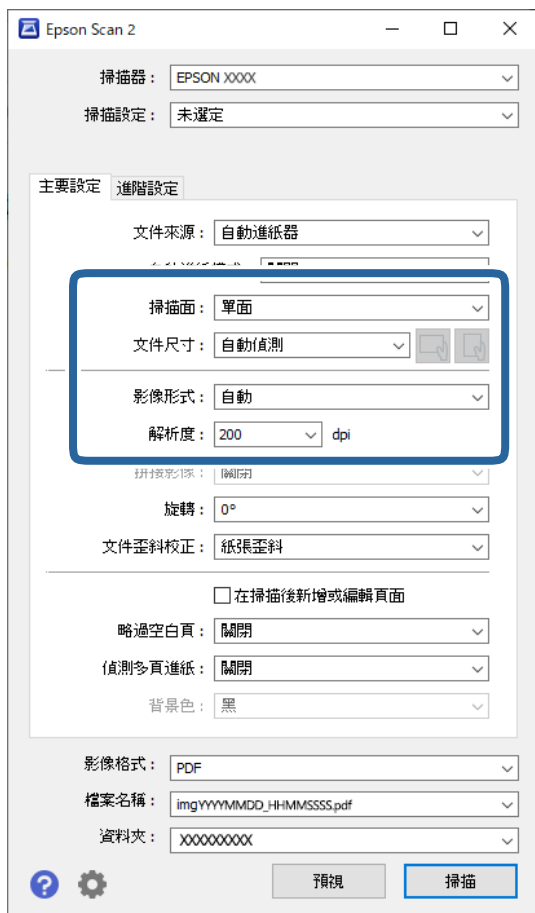 Epson Scan 2
掃描器： EPSON XXXX
掃描設定： 未選定
主要設定 進階設定
文件來源： 自動進紙器
掃描面： 單面
文件尺寸： 自動偵測
影像形式： 自動
解析度： 200 dpi
拼接影像： 關閉
旋轉： 0°
文件歪斜校正： 紙張歪斜
在掃描後新增或編輯頁面
略過空白頁： 關閉
偵測多頁進紙： 關閉
背景色： 黑
影像格式： PDF
檔案名稱： imgYYYYMMDD_HHMMSSSS.pdf
資料夾： XXXXXXXXX
預視 掃描